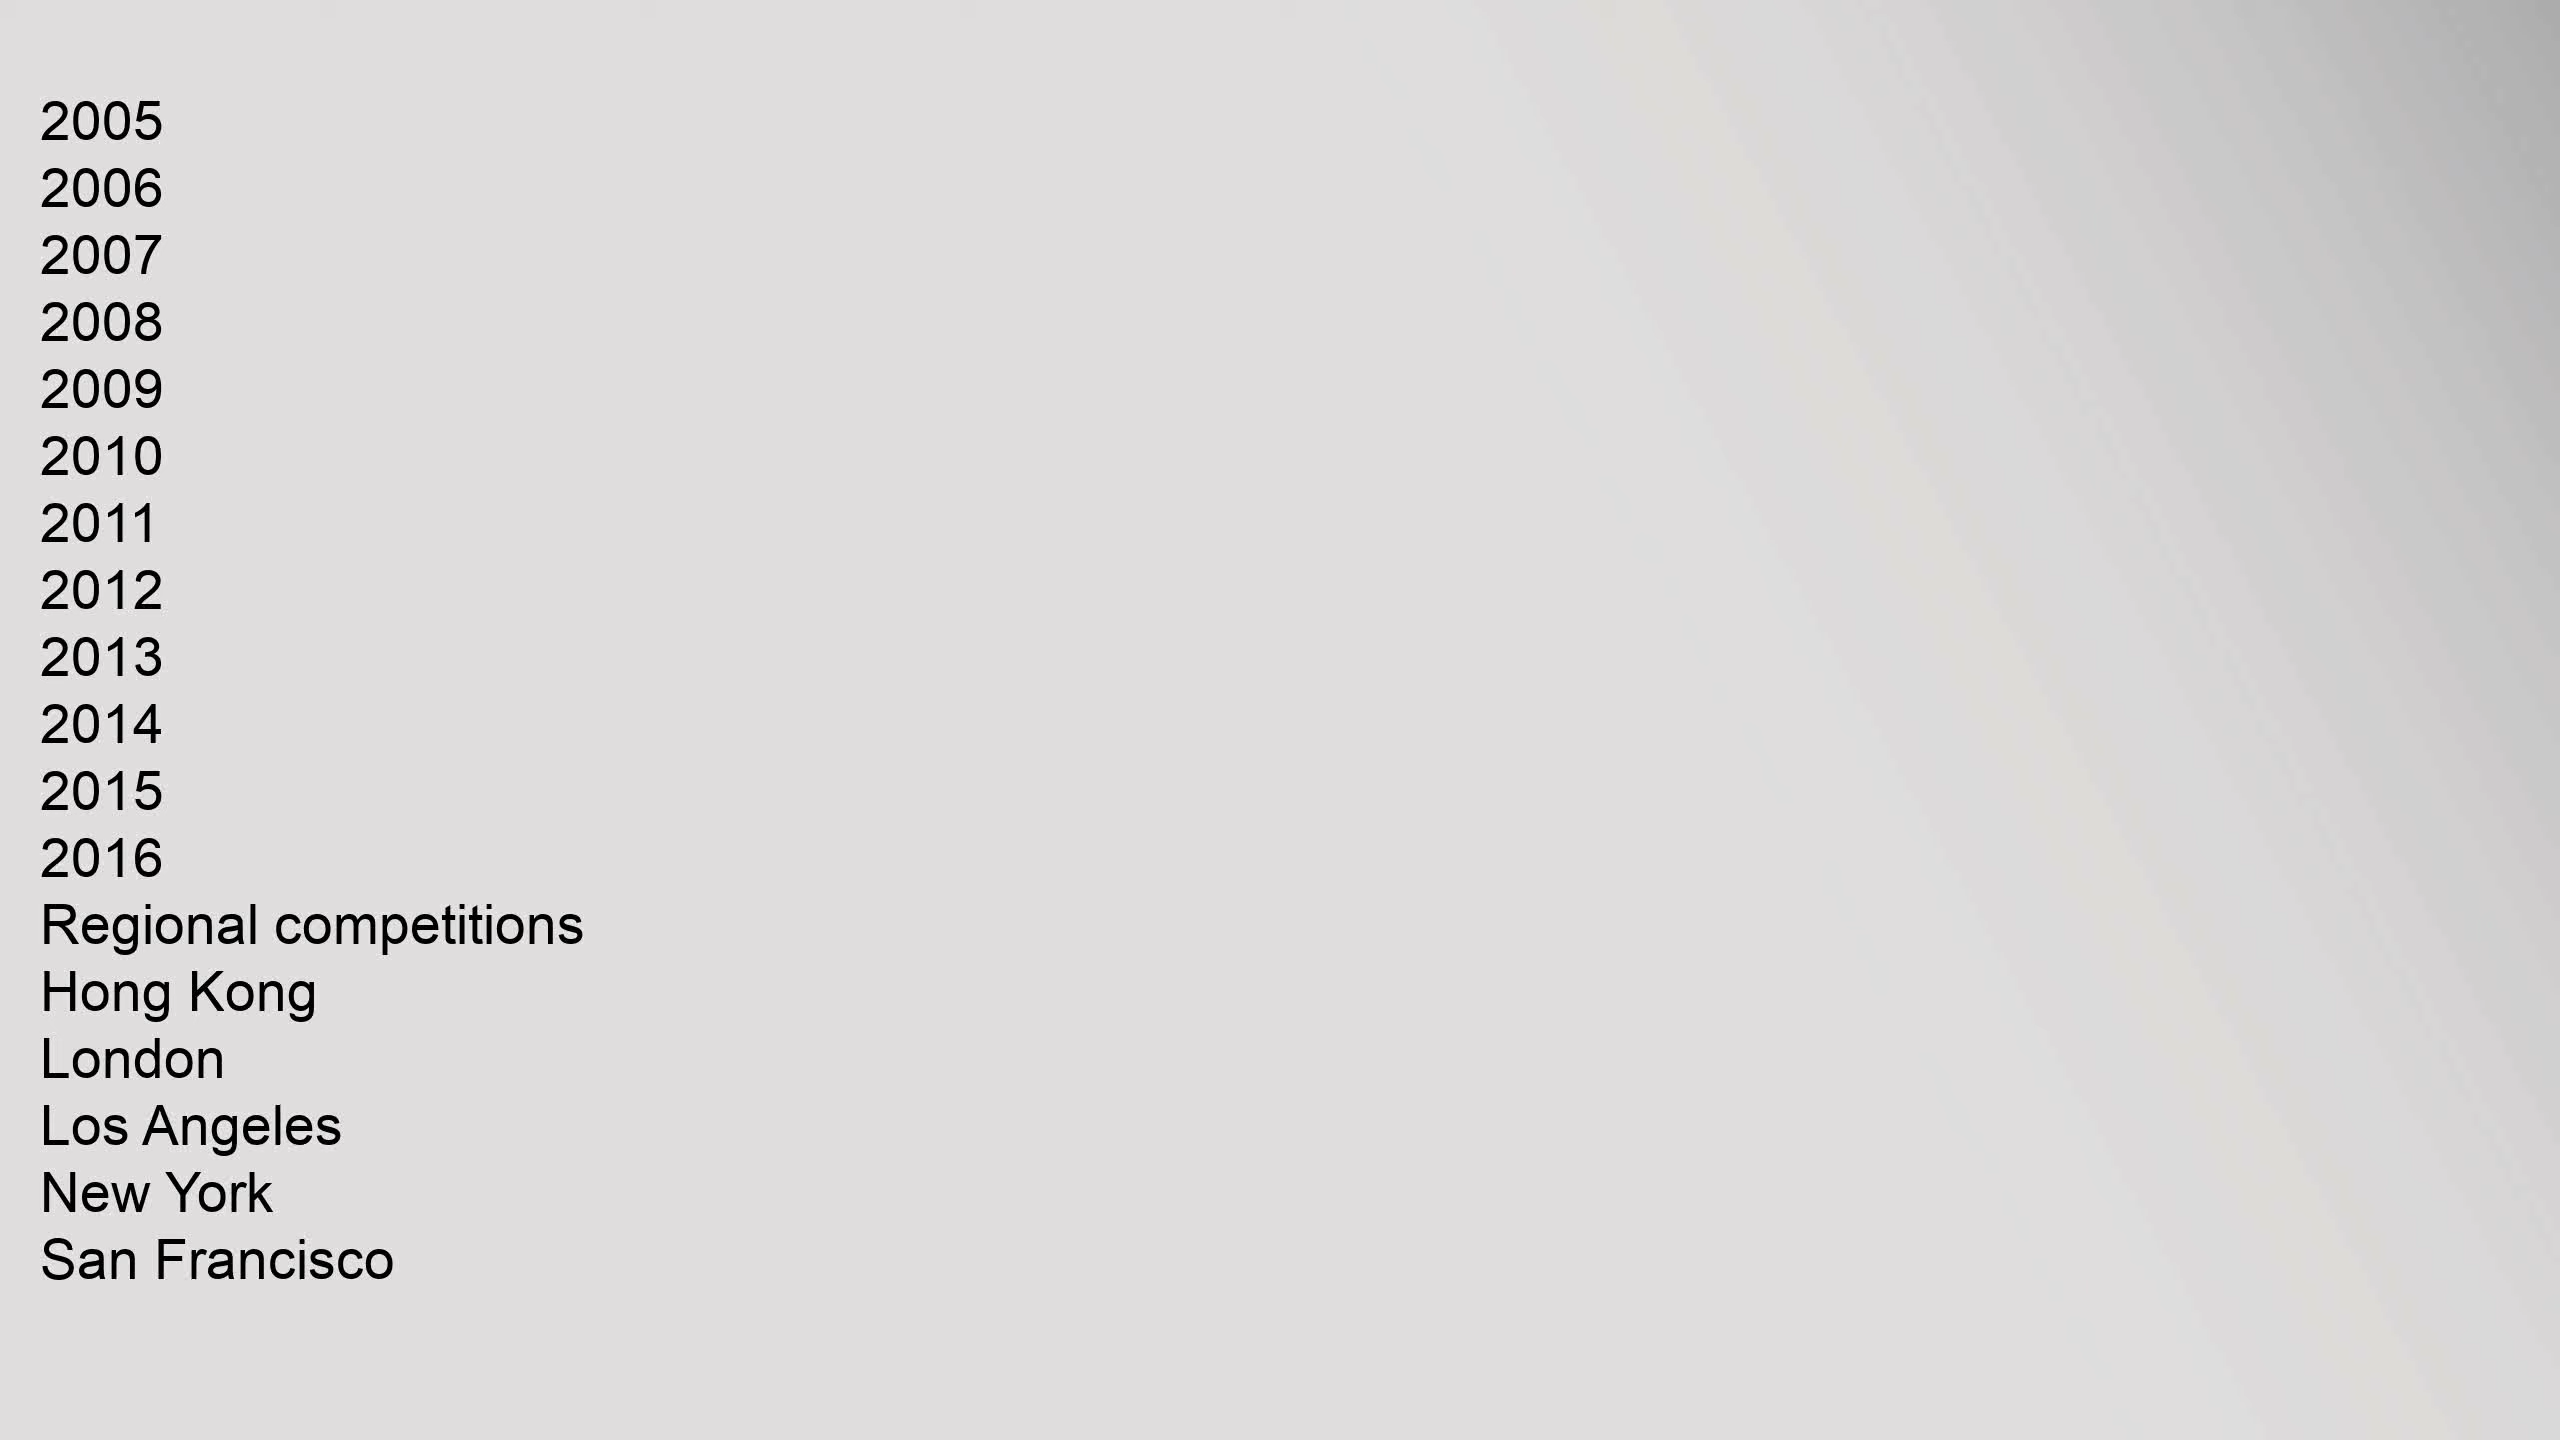 2005
2006
2007
2008
2009
2010
2011
2012
2013
2014
2015
2016
Regional competitions
Hong Kong
London
Los Angeles
New York
San Francisco